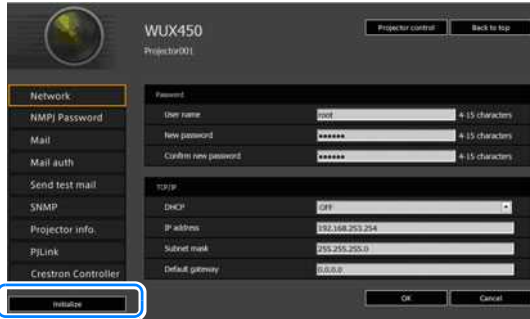 WUX450
Projector001
Projector control
Back to top
Network
NMPJ Password
Mail
Mail auth
Send test mail
SNMP
Projector info.
PJLink
Crestron Controller
Initialize
Password
User name root 4-15 characters
New password •••••• 4-15 characters
Confirm new password •••••• 4-15 characters
TCP/IP
DHCP OFF
IP address 192.168.253.254
Subnet mask 255.255.255.0
Default gateway 0.0.0.0
OK Cancel